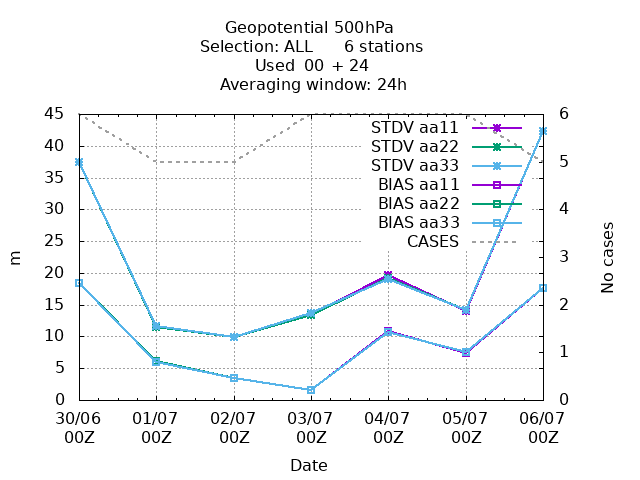 Geopotential 500hPa
Selection: ALL 6 stations
Used 00 + 24
Averaging window: 24h
45
40
35
30
25
20
15
10
5
0
m
6
5
4
3
2
1
0
No cases
STDV aa11
STDV aa22
STDV aa33
BIAS aa11
BIAS aa22
BIAS aa33
CASES
30/06 01/07 02/07 03/07 04/07 05/07 06/07
00Z 00Z 00Z 00Z 00Z 00Z 00Z
Date